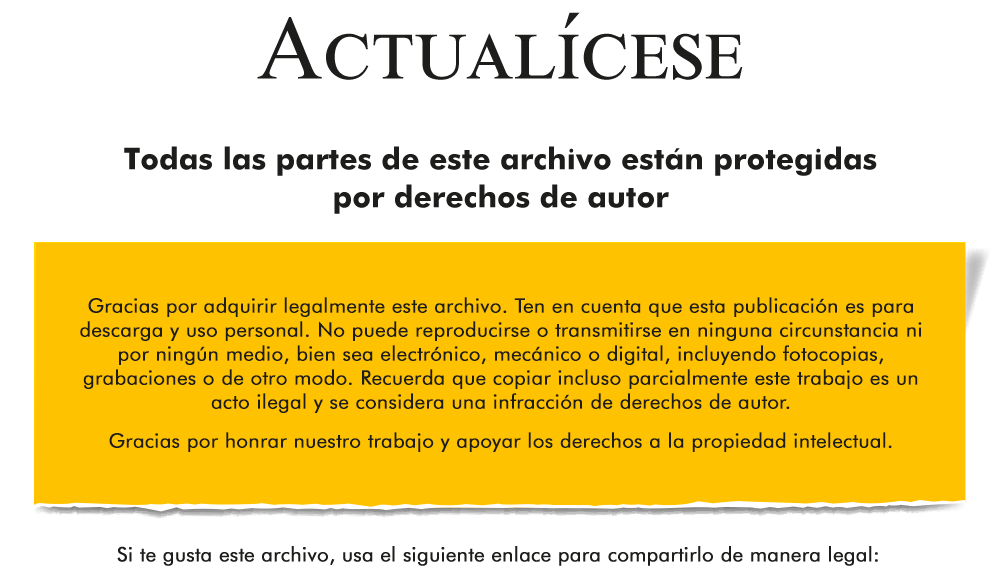 ACTUALÍCESE
Todas las partes de este archivo están protegidas
por derechos de autor
Gracias por adquirir legalmente este archivo. Ten en cuenta que esta publicación es para
descarga y uso personal. No puede reproducirse o transmitirse en ninguna circunstancia ni
por ningún medio, bien sea electrónico, mecánico o digital, incluyendo fotocopias,
grabaciones o de otro modo. Recuerda que copiar incluso parcialmente este trabajo es un
acto ilegal y se considera una infracción de derechos de autor.
Gracias por honrar nuestro trabajo y apoyar los derechos a la propiedad intelectual.
Si te gusta este archivo, usa el siguiente enlace para compartirlo de manera legal: